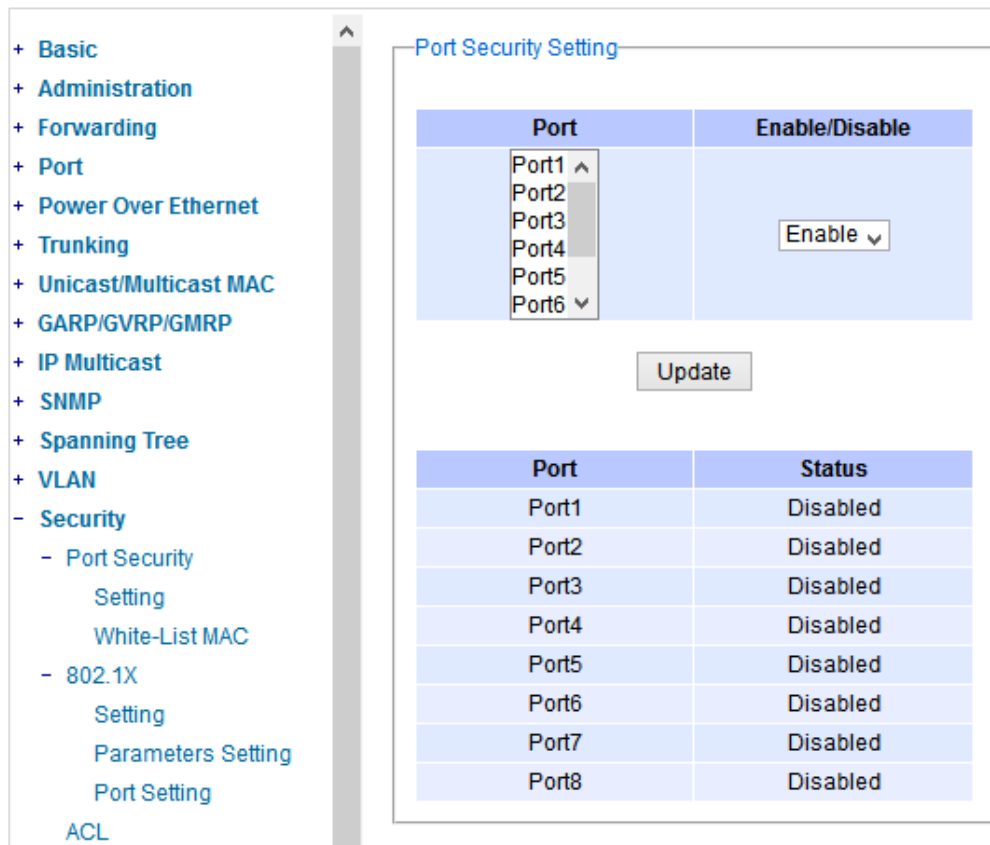 + Basic
+ Administration
+ Forwarding
+ Port
+ Power Over Ethernet
+ Trunking
+ Unicast/Multicast MAC
+ GARP/GVRP/GMRP
+ IP Multicast
+ SNMP
+ Spanning Tree
+ VLAN
- Security
- Port Security
Setting
White-List MAC
- 802.1X
Setting
Parameters Setting
Port Setting
ACL
Port Security Setting
Port Enable/Disable
Port1
Port2
Port3
Port4
Port5
Port6
Enable
Update
Port Status
Port1 Disabled
Port2 Disabled
Port3 Disabled
Port4 Disabled
Port5 Disabled
Port6 Disabled
Port7 Disabled
Port8 Disabled